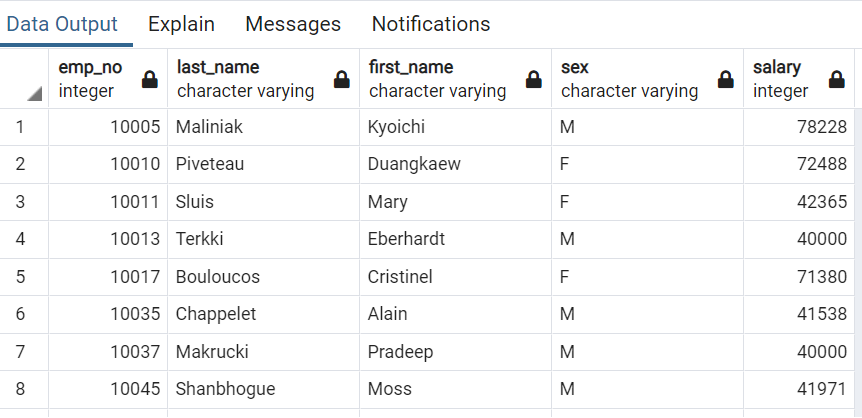 Data Output Explain Messages Notifications
emp_no last_name first_name sex salary
integer character varying character varying character varying integer
1 10005 Maliniak Kyoichi M 78228
2 10010 Piveteau Duangkaew F 72488
3 10011 Sluis Mary F 42365
4 10013 Terkki Eberhardt M 40000
5 10017 Bouloucos Cristinel F 71380
6 10035 Chappelet Alain M 41538
7 10037 Makrucki Pradeep M 40000
8 10045 Shanbhogue Moss M 41971